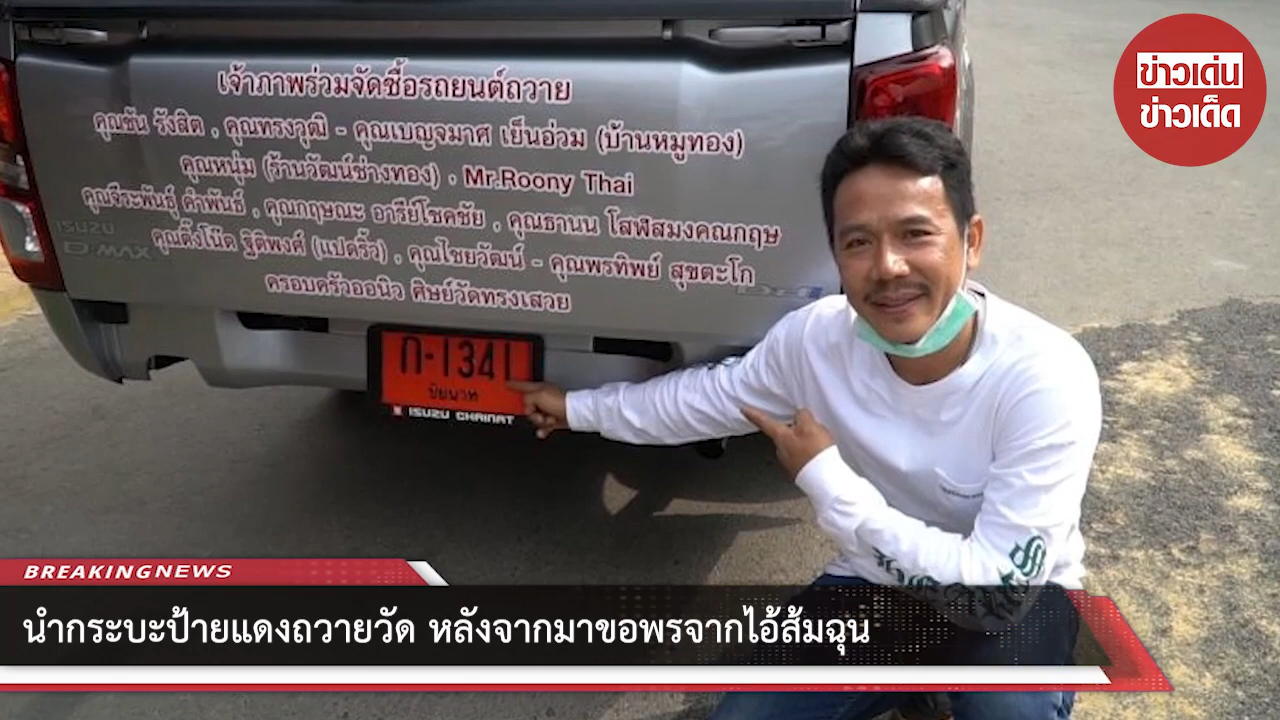 ข่าวเด่น
ข่าวเด็ด
เจ้าภาพร่วมจัดซื้อรถยนต์ถวาย
คุณซัน รังสิต , คุณทรงวุฒิ - คุณเบญจมาศ เย็นอ่วม (บ้านหมูทอง)
คุณหนุ่ม (ร้านวัฒน์ช่างทอง) , Mr.Roony Thai
คุณจีระพันธุ์ คำพันธ์ , คุณกฤษณะ อารีย์โชคชัย , คุณธานน โสฬสมงคณกฤษ
คุณติ๊งโน๊ต ฐิติพงศ์ (แปดริ้ว) , คุณไชยวัฒน์ - คุณพรทิพย์ สุขตะโก
ครอบครัวออนิว ศิษย์วัดทรงเสวย
ISUZU
D-MAX
ก-1341
ชัยนาท
ISUZU CHAINAT
BREAKINGNEWS
นำกระบะป้ายแดงถวายวัด หลังจากมาขอพรจากไอ้ส้มฉุน